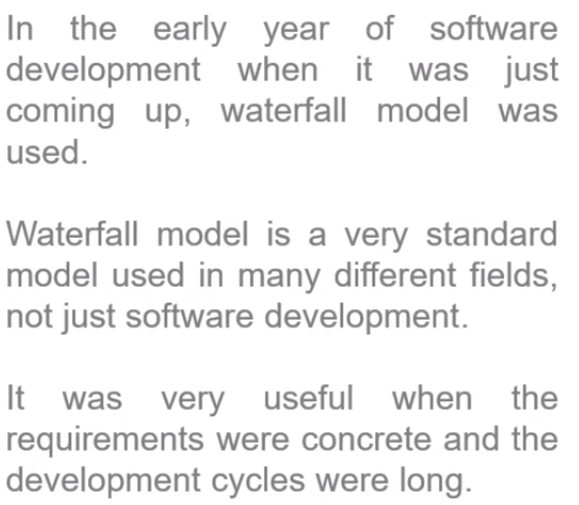 In the early year of software
development when it was just
coming up, waterfall model was
used.
Waterfall model is a very standard
model used in many different fields,
not just software development.
It was very useful when the
requirements were concrete and the
development cycles were long.